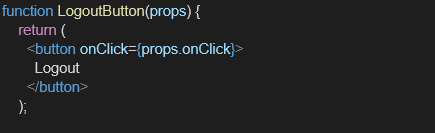 function LogoutButton(props) {
    return (
      <button onClick={props.onClick}>
        Logout
      </button>
    );